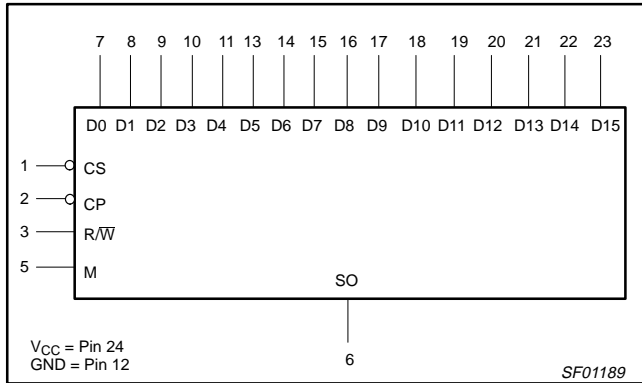 7 8 9 10 11 13 14 15 16 17 18 19 20 21 22 23
D0 D1 D2 D3 D4 D5 D6 D7 D8 D9 D10 D11 D12 D13 D14 D15
1 CS
2 CP
3 R/W̅
5 M
SO
6
VCC = Pin 24
GND = Pin 12
SF01189